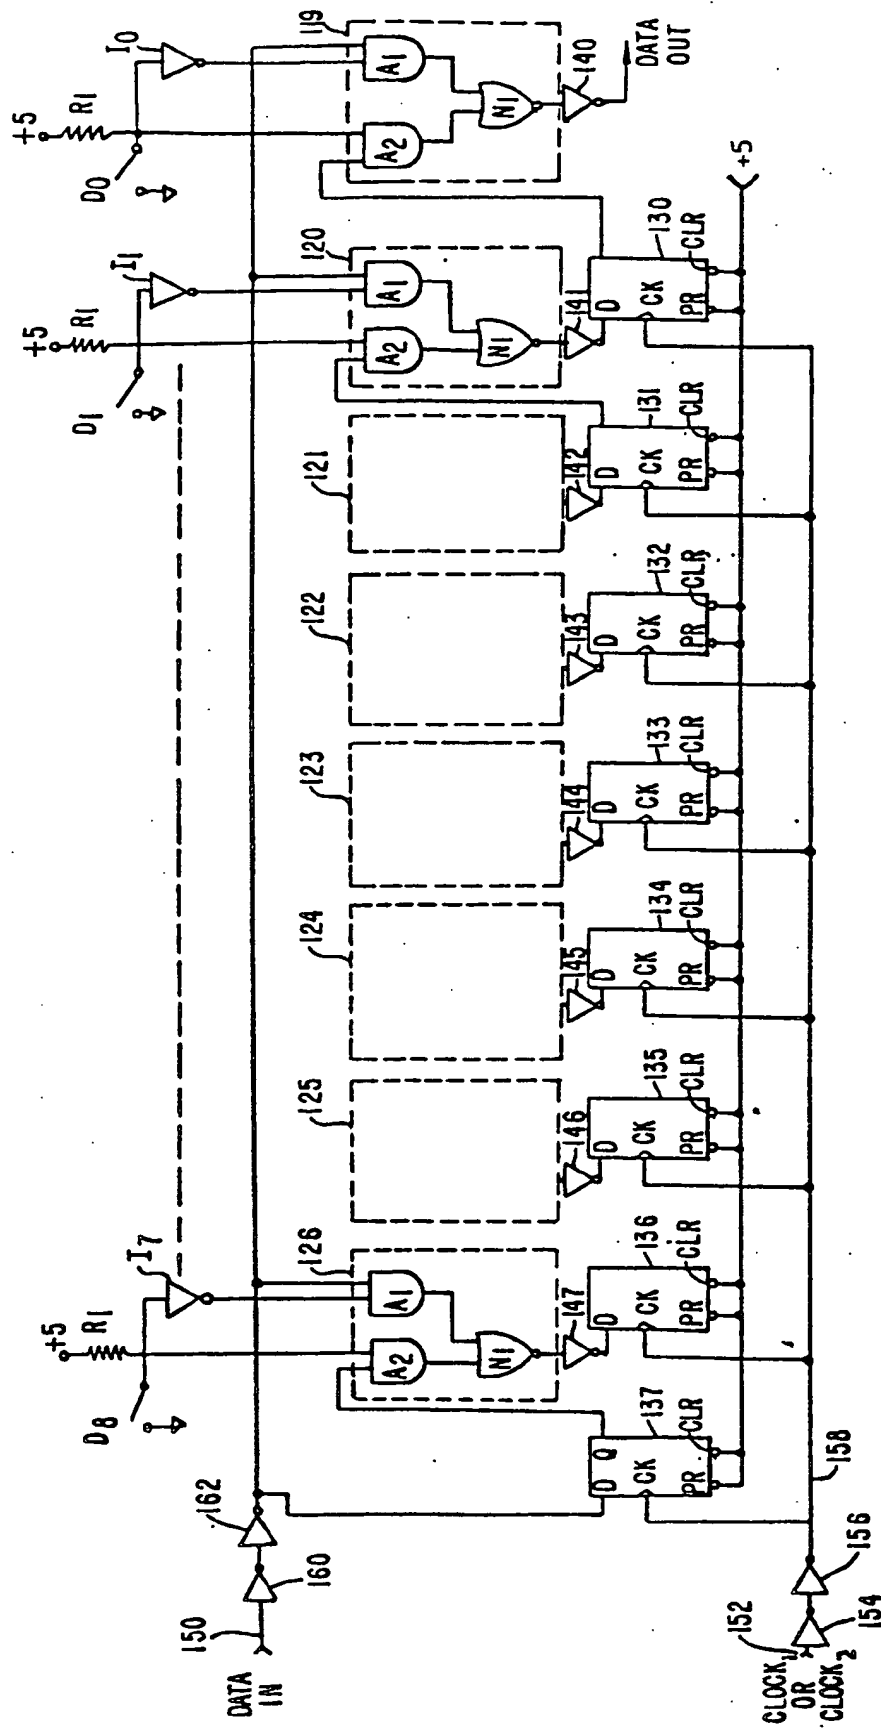 DATA
IN
150
160
162
D8
+5
R1
I7
D1
+5
R1
I1
D0
+5
R1
I0
126
A2
A1
N1
125
124
123
122
121
120
A2
A1
N1
119
A2
A1
N1
147
146
145
144
143
142
141
140
DATA
OUT
137
D
Q
CK
PR
CLR
136
D
CK
PR
CLR
135
D
CK
PR
CLR
134
D
CK
PR
CLR
133
D
CK
PR
CLR
132
D
CK
PR
CLR
131
D
CK
PR
CLR
130
D
CK
PR
CLR
+5
CLOCK1
OR
CLOCK2
152
154
156
158